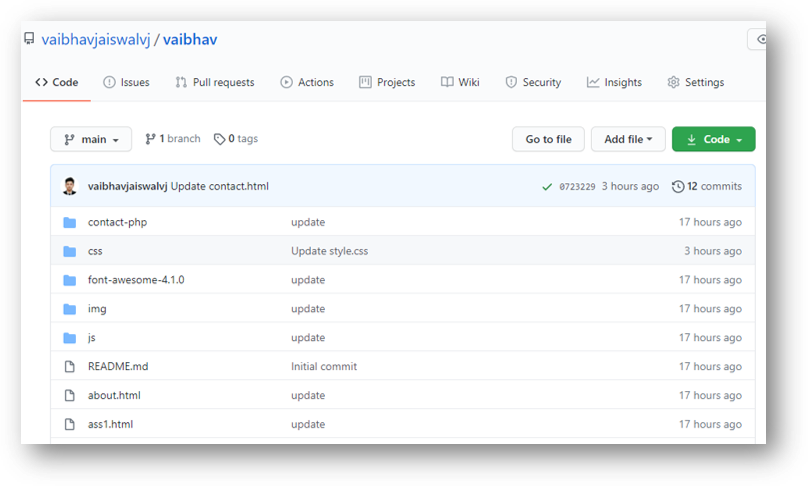 vaibhavjaiswalvj / vaibhav
Code Issues Pull requests Actions Projects Wiki Security Insights Settings
main 1 branch 0 tags Go to file Add file Code
vaibhavjaiswalvj Update contact.html 0723229 3 hours ago 12 commits
contact-php update 17 hours ago
css Update style.css 3 hours ago
font-awesome-4.1.0 update 17 hours ago
img update 17 hours ago
js update 17 hours ago
README.md Initial commit 17 hours ago
about.html update 17 hours ago
ass1.html update 17 hours ago